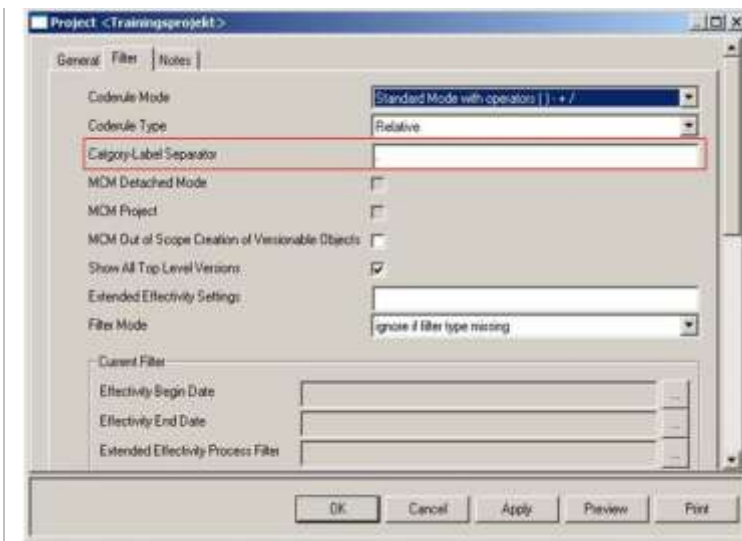 Project <Trainingsprojekt>
General Filter Notes
Coderule Mode Standard Mode with operators ( ) - + /
Coderule Type Relative
Catgory-Label Separator .
MCM Detached Mode
MCM Project
MCM Out of Scope Creation of Versionable Objects
Show All Top Level Versions
Extended Effectivity Settings
Filter Mode ignore if filter type missing
Current Filter
Effectivity Begin Date ...
Effectivity End Date ...
Extended Effectivity Process Filter ...
OK Cancel Apply Preview Print